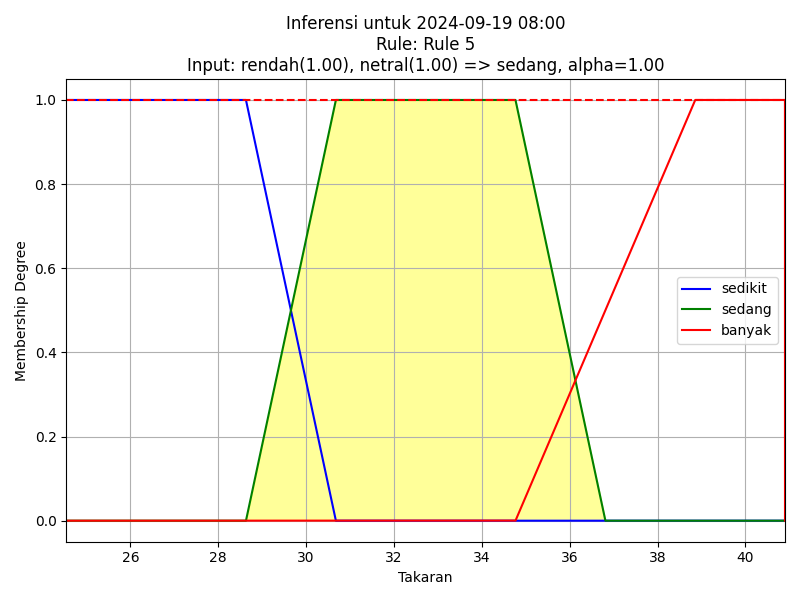 Inferensi untuk 2024-09-19 08:00
Rule: Rule 5
Input: rendah(1.00), netral(1.00) => sedang, alpha=1.00
1.0
0.8
0.6
0.4
0.2
0.0
Membership Degree
sedikit
sedang
banyak
26 28 30 32 34 36 38 40
Takaran